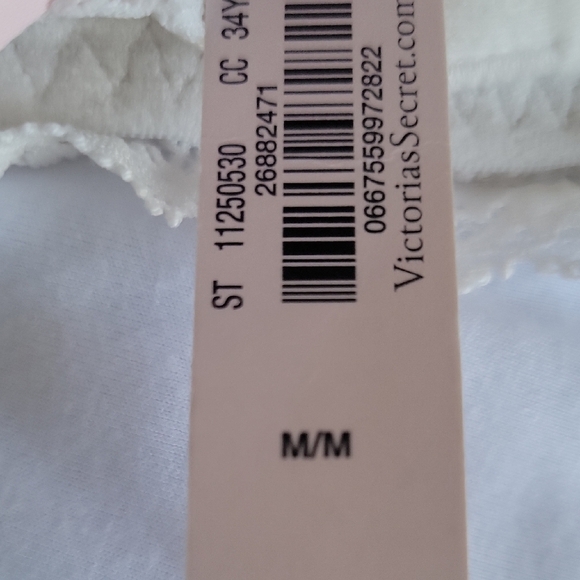 ST 11250530 CC 34Y
26882471
0667559972822
VictoriasSecret.com
M/M